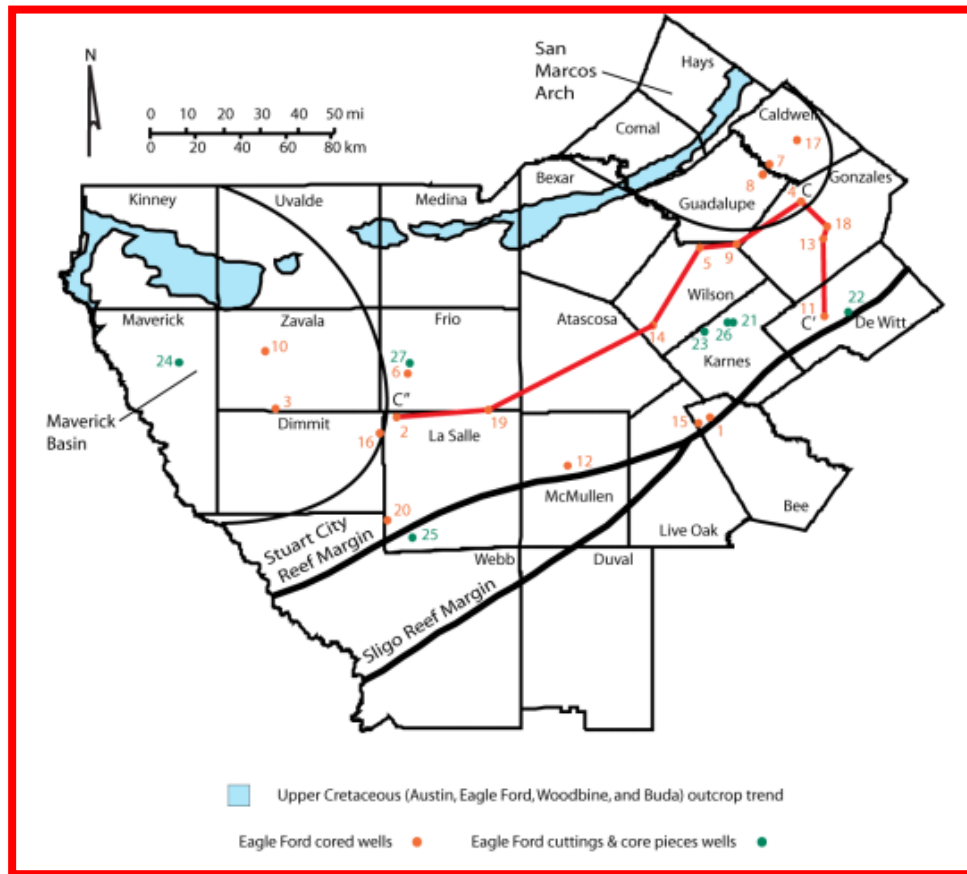 N
0 10 20 30 40 50 mi
0 20 40 60 80 km
San
Marcos
Arch
Hays
Comal
Caldwell
17
7
8
Bexar
Guadalupe
4
C
Gonzales
Kinney
Uvalde
Medina
18
13
5
9
Wilson
11
C'
22
De Witt
Maverick
Zavala
Frio
Atascosa
14
23
26
21
Karnes
24
10
27
6
C"
3
Maverick
Basin
Dimmit
16
2
La Salle
19
15
1
12
McMullen
Bee
20
25
Live Oak
Stuart City
Reef Margin
Webb
Duval
Sligo Reef Margin
Upper Cretaceous (Austin, Eagle Ford, Woodbine, and Buda) outcrop trend
Eagle Ford cored wells
Eagle Ford cuttings & core pieces wells